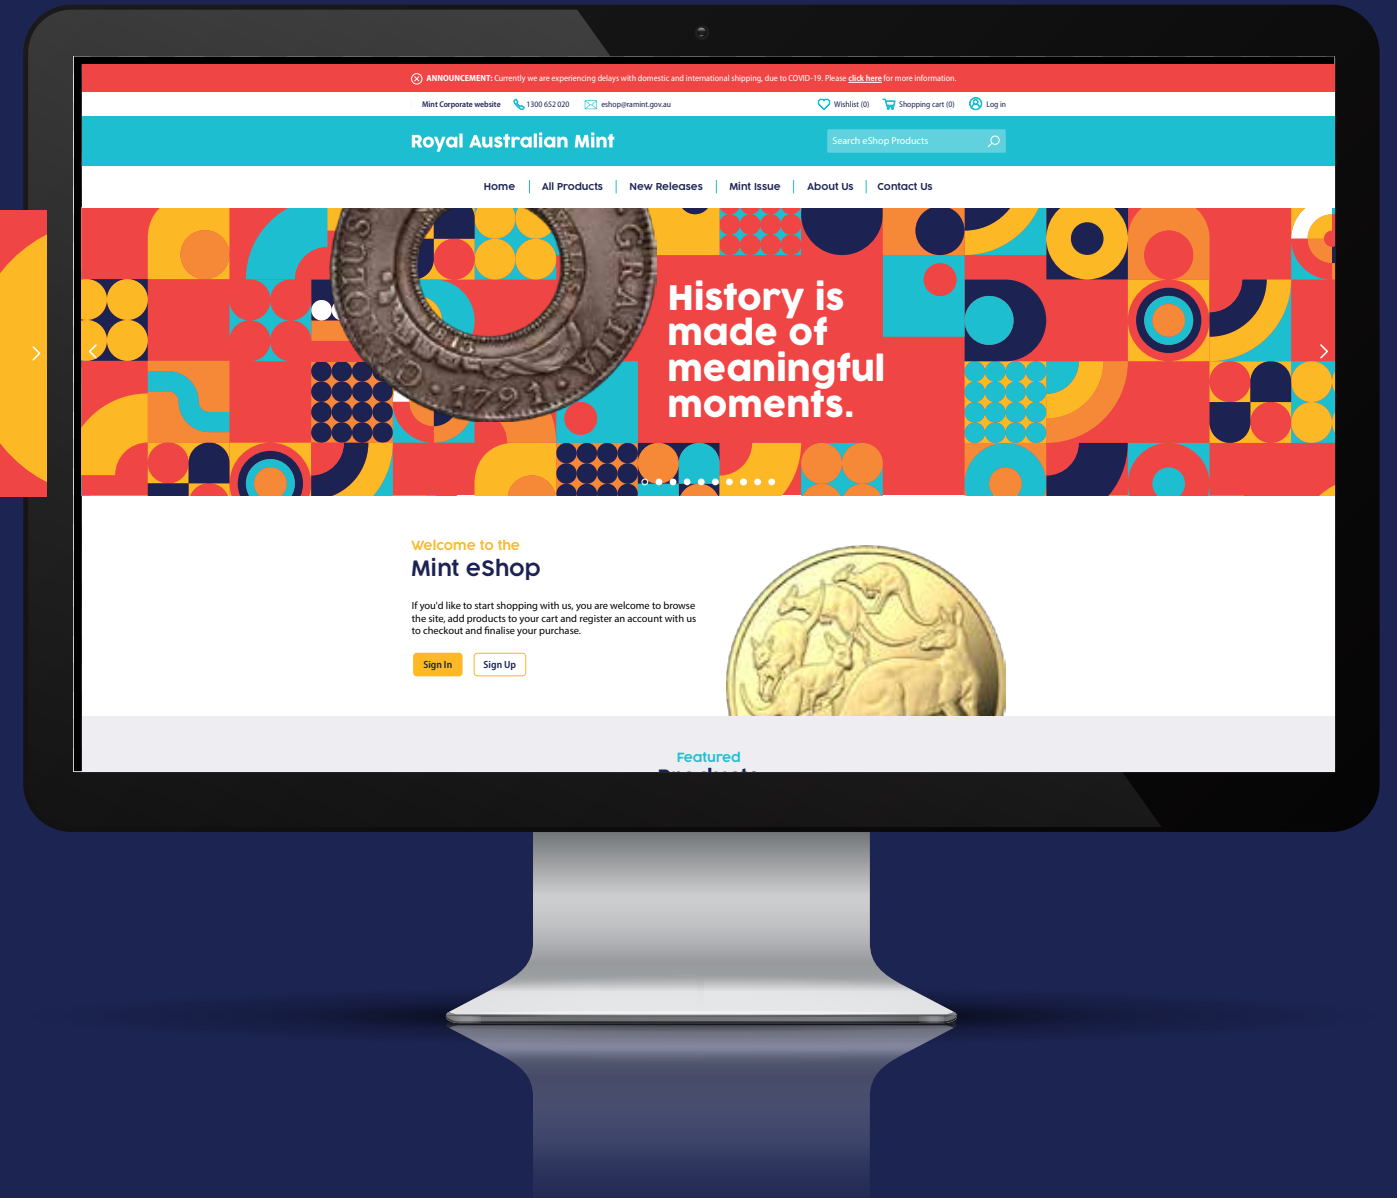 ANNOUNCEMENT: Currently we are experiencing delays with domestic and international shipping, due to COVID-19. Please click here for more information.
Mint Corporate website 1300 652 020 eshop@ramint.gov.au Wishlist (0) Shopping cart (0) Log in
Royal Australian Mint
Search eShop Products
Home All Products New Releases Mint Issue About Us Contact Us
GRATIA
·1791·
History is
made of
meaningful
moments.
Welcome to the
Mint eShop
If you'd like to start shopping with us, you are welcome to browse
the site, add products to your cart and register an account with us
to checkout and finalise your purchase.
Sign In Sign Up
Featured